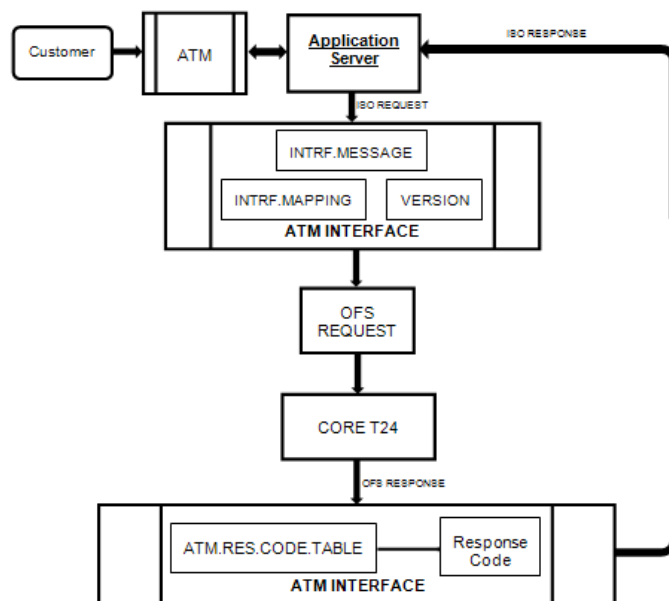 Customer
ATM
Application
Server
ISO RESPONSE
ISO REQUEST
INTRF.MESSAGE
INTRF.MAPPING
VERSION
ATM INTERFACE
OFS
REQUEST
CORE T24
OFS RESPONSE
ATM.RES.CODE.TABLE
Response
Code
ATM INTERFACE